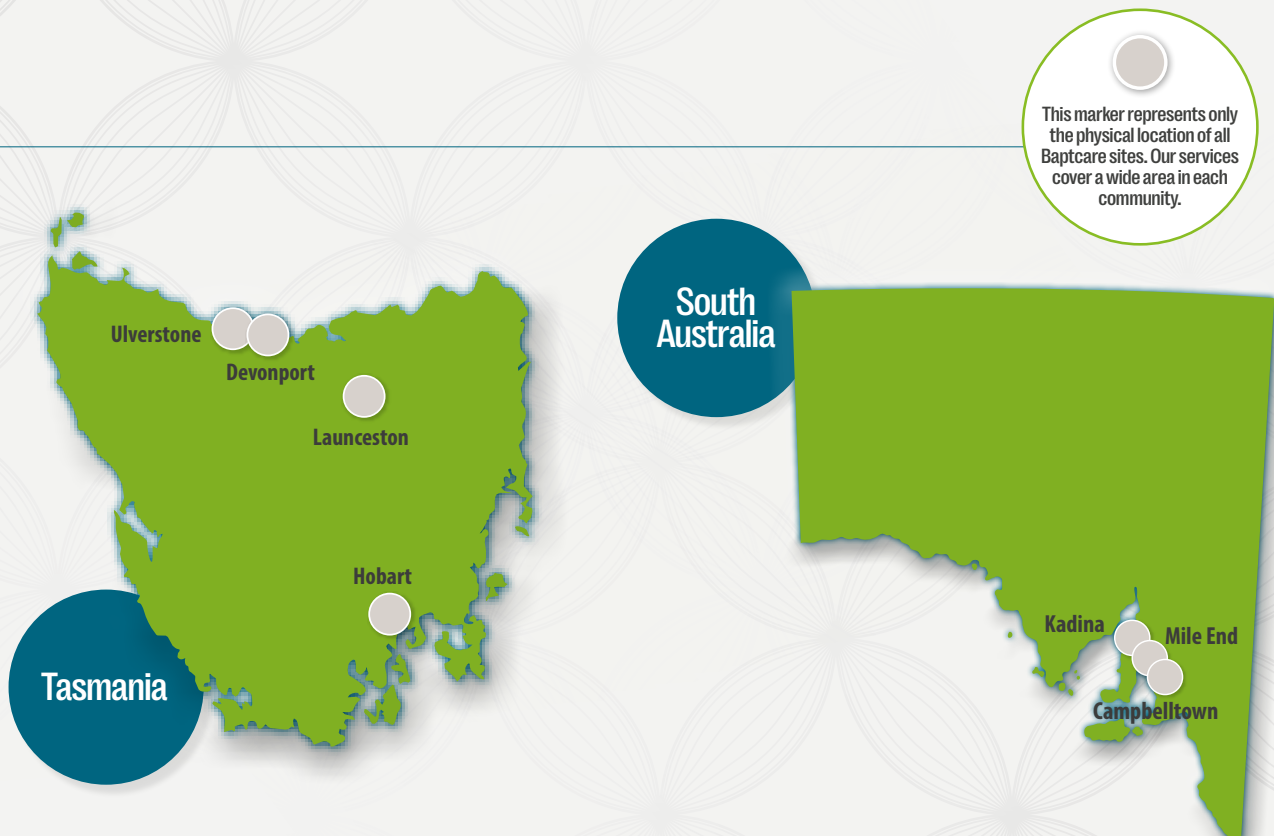 This marker represents only
the physical location of all
Baptcare sites. Our services
cover a wide area in each
community.
South
Australia
Ulverstone
Devonport
Launceston
Hobart
Tasmania
Kadina
Mile End
Campbelltown